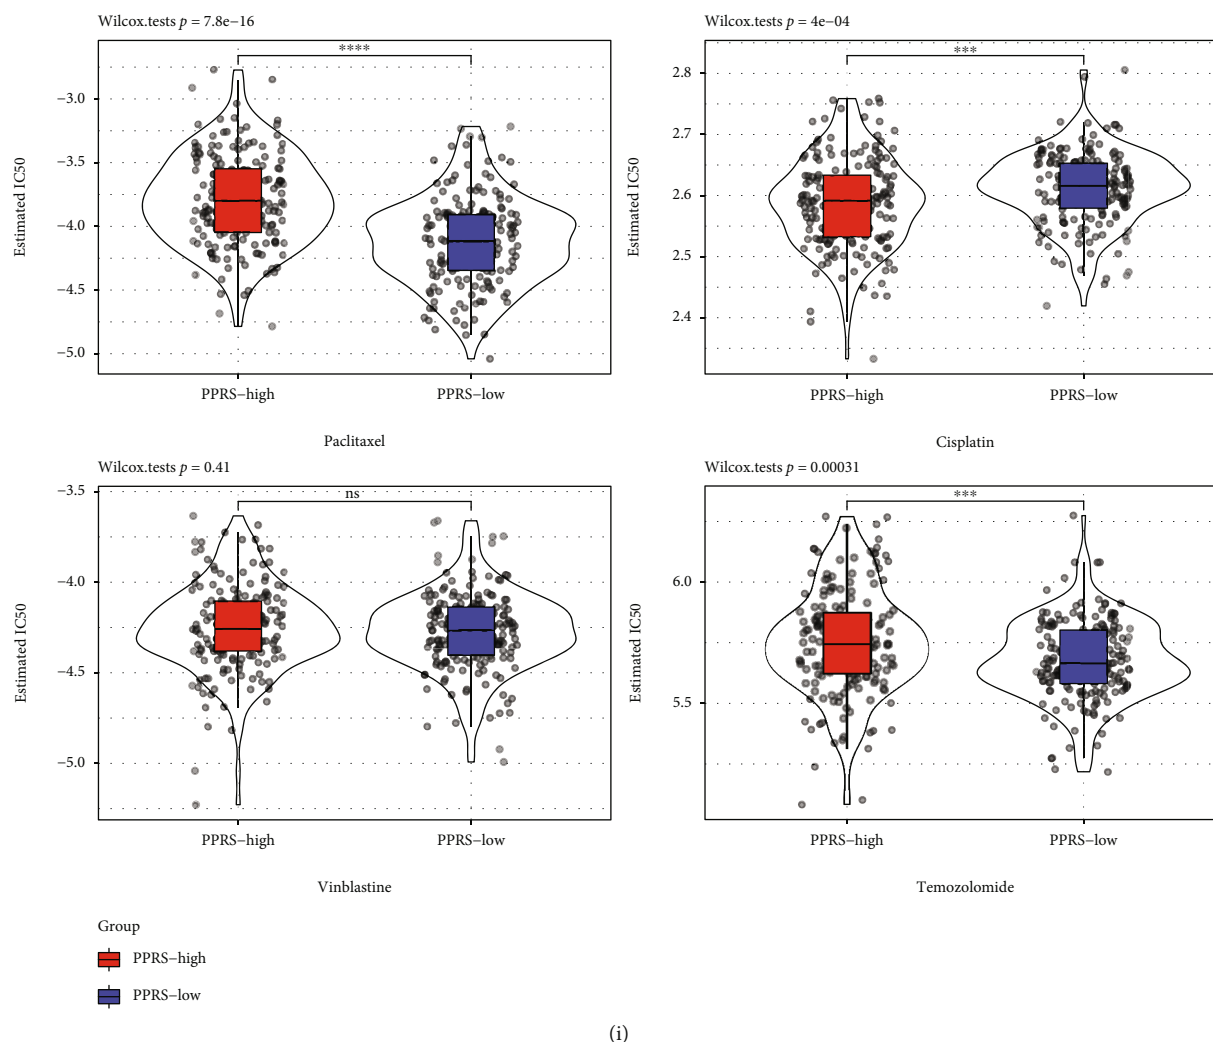 Wilcox.tests p = 7.8e−16
****
−3.0
−3.5
−4.0
−4.5
−5.0
Estimated IC50
PPRS−high
PPRS−low
Paclitaxel
Wilcox.tests p = 4e−04
***
2.8
2.7
2.6
2.5
2.4
Estimated IC50
PPRS−high
PPRS−low
Cisplatin
Wilcox.tests p = 0.41
ns
−3.5
−4.0
−4.5
−5.0
Estimated IC50
PPRS−high
PPRS−low
Vinblastine
Wilcox.tests p = 0.00031
***
6.0
5.5
Estimated IC50
PPRS−high
PPRS−low
Temozolomide
Group
PPRS−high
PPRS−low
(i)